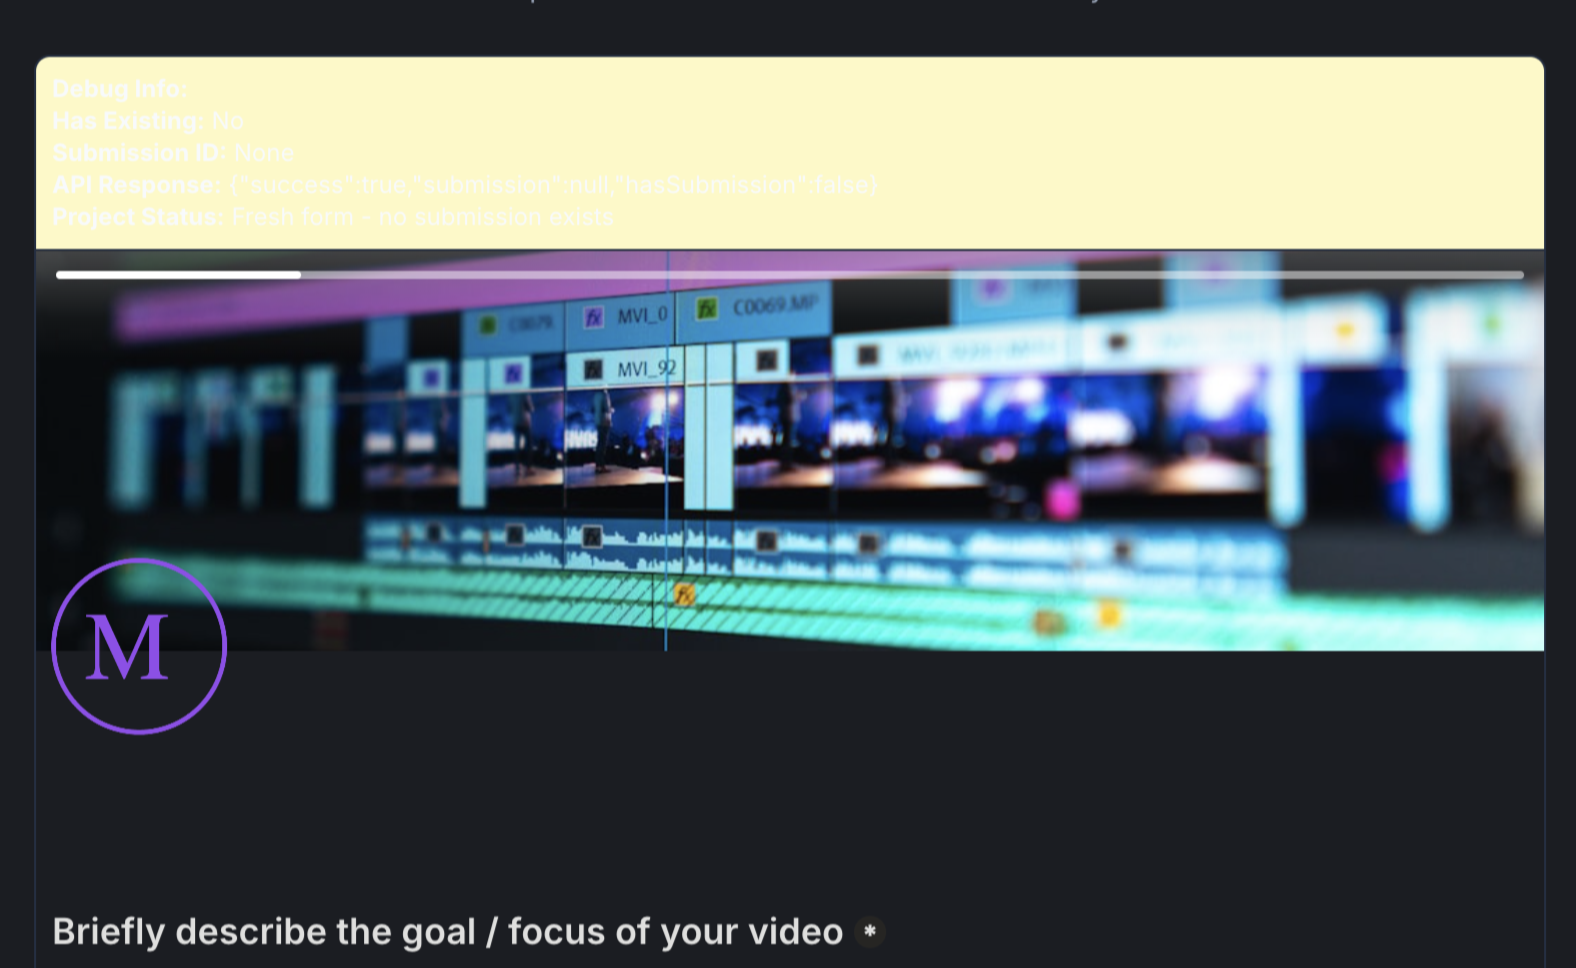 Debug Info:
Has Existing: No
Submission ID: None
API Response: {"success":true,"submission":null,"hasSubmission":false}
Project Status: Fresh form - no submission exists
MVI_0
C0069.MP
MVI_92
M
Briefly describe the goal / focus of your video *